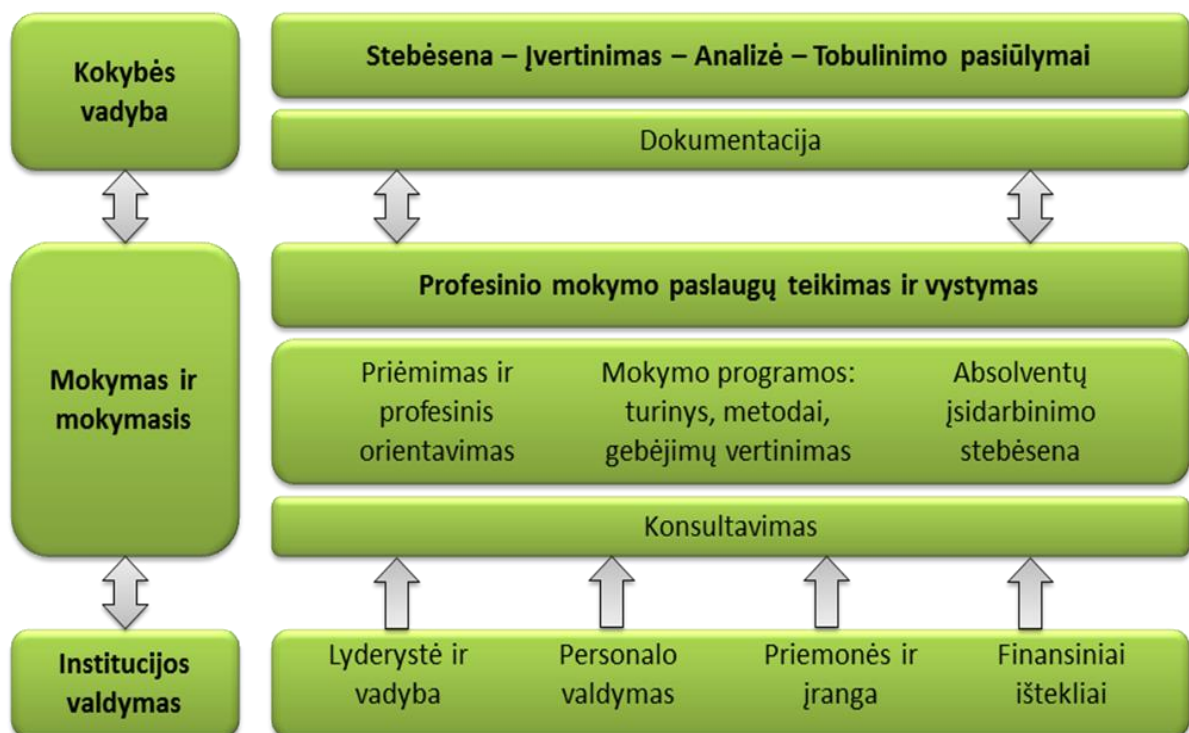 Kokybės
vadyba
Stebėsena – Įvertinimas – Analizė – Tobulinimo pasiūlymai
Dokumentacija
Mokymas ir
mokymasis
Profesinio mokymo paslaugų teikimas ir vystymas
Priėmimas ir
profesinis
orientavimas
Mokymo programos:
turinys, metodai,
gebėjimų vertinimas
Absolventų
įsidarbinimo
stebėsena
Konsultavimas
Institucijos
valdymas
Lyderystė ir
vadyba
Personalo
valdymas
Priemonės ir
įranga
Finansiniai
ištekliai